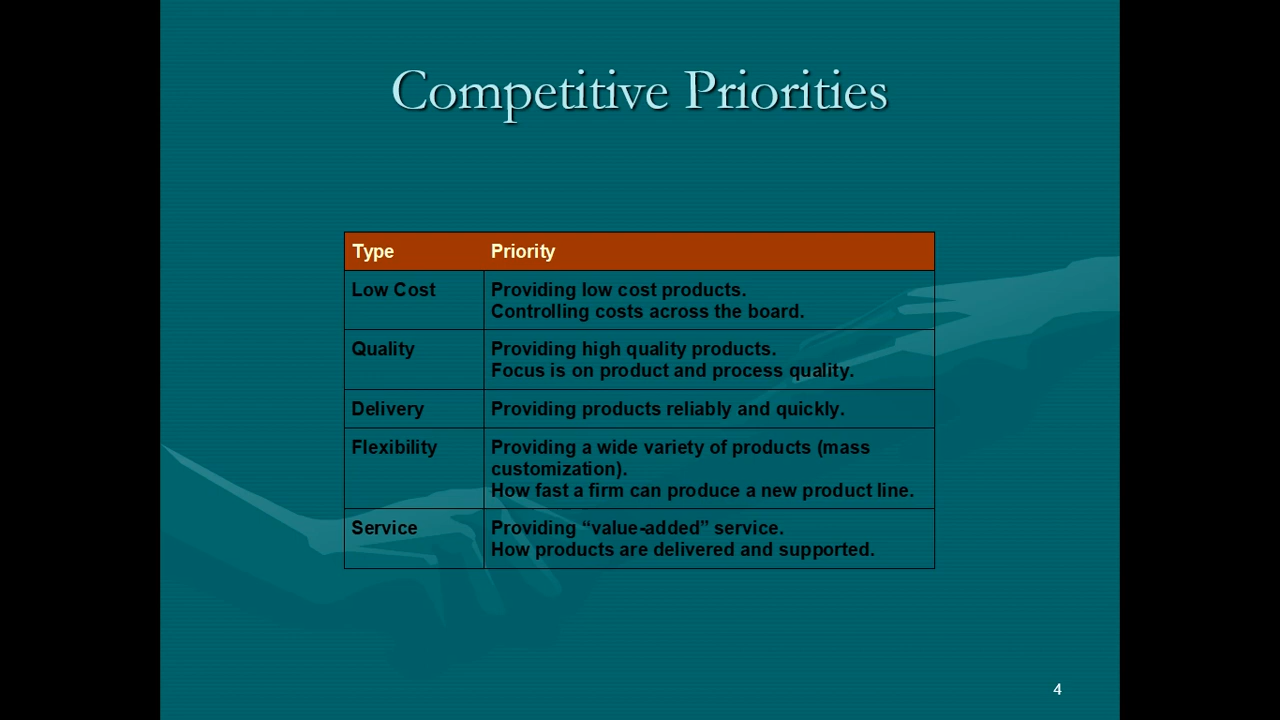 Competitive Priorities
Type Priority
Low Cost Providing low cost products.
Controlling costs across the board.
Quality Providing high quality products.
Focus is on product and process quality.
Delivery Providing products reliably and quickly.
Flexibility Providing a wide variety of products (mass
customization).
How fast a firm can produce a new product line.
Service Providing “value-added” service.
How products are delivered and supported.
4